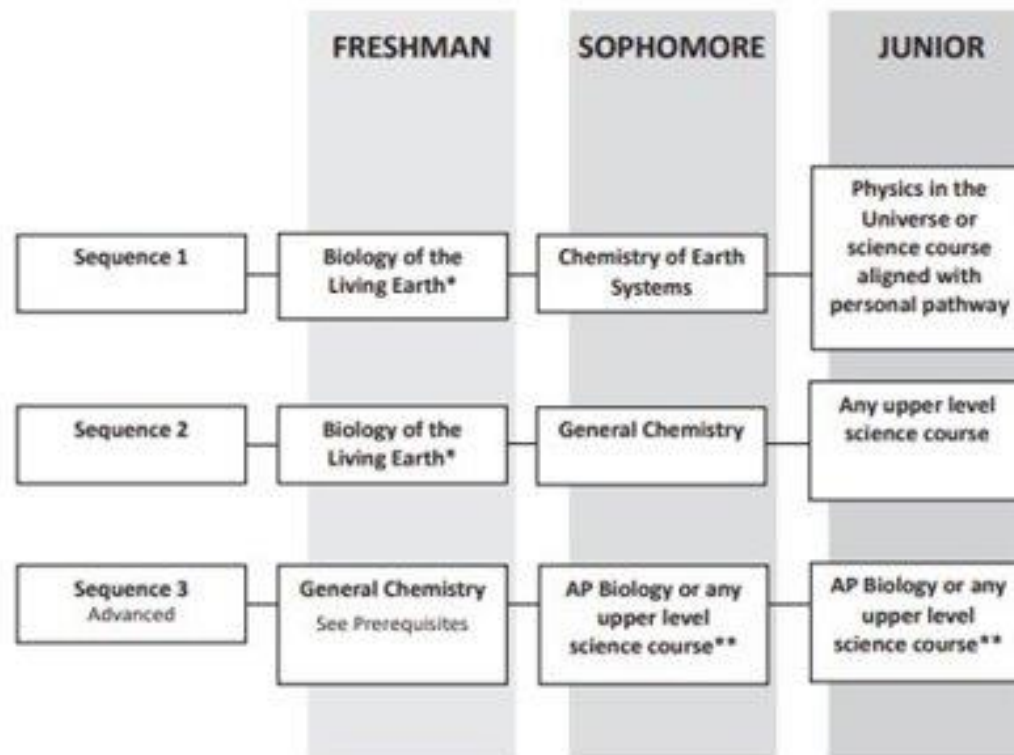 FRESHMAN SOPHOMORE JUNIOR
Sequence 1
Biology of the
Living Earth*
Chemistry of Earth
Systems
Physics in the
Universe or
science course
aligned with
personal pathway
Sequence 2
Biology of the
Living Earth*
General Chemistry
Any upper level
science course
Sequence 3
Advanced
General Chemistry
See Prerequisites
AP Biology or any
upper level
science course**
AP Biology or any
upper level
science course**